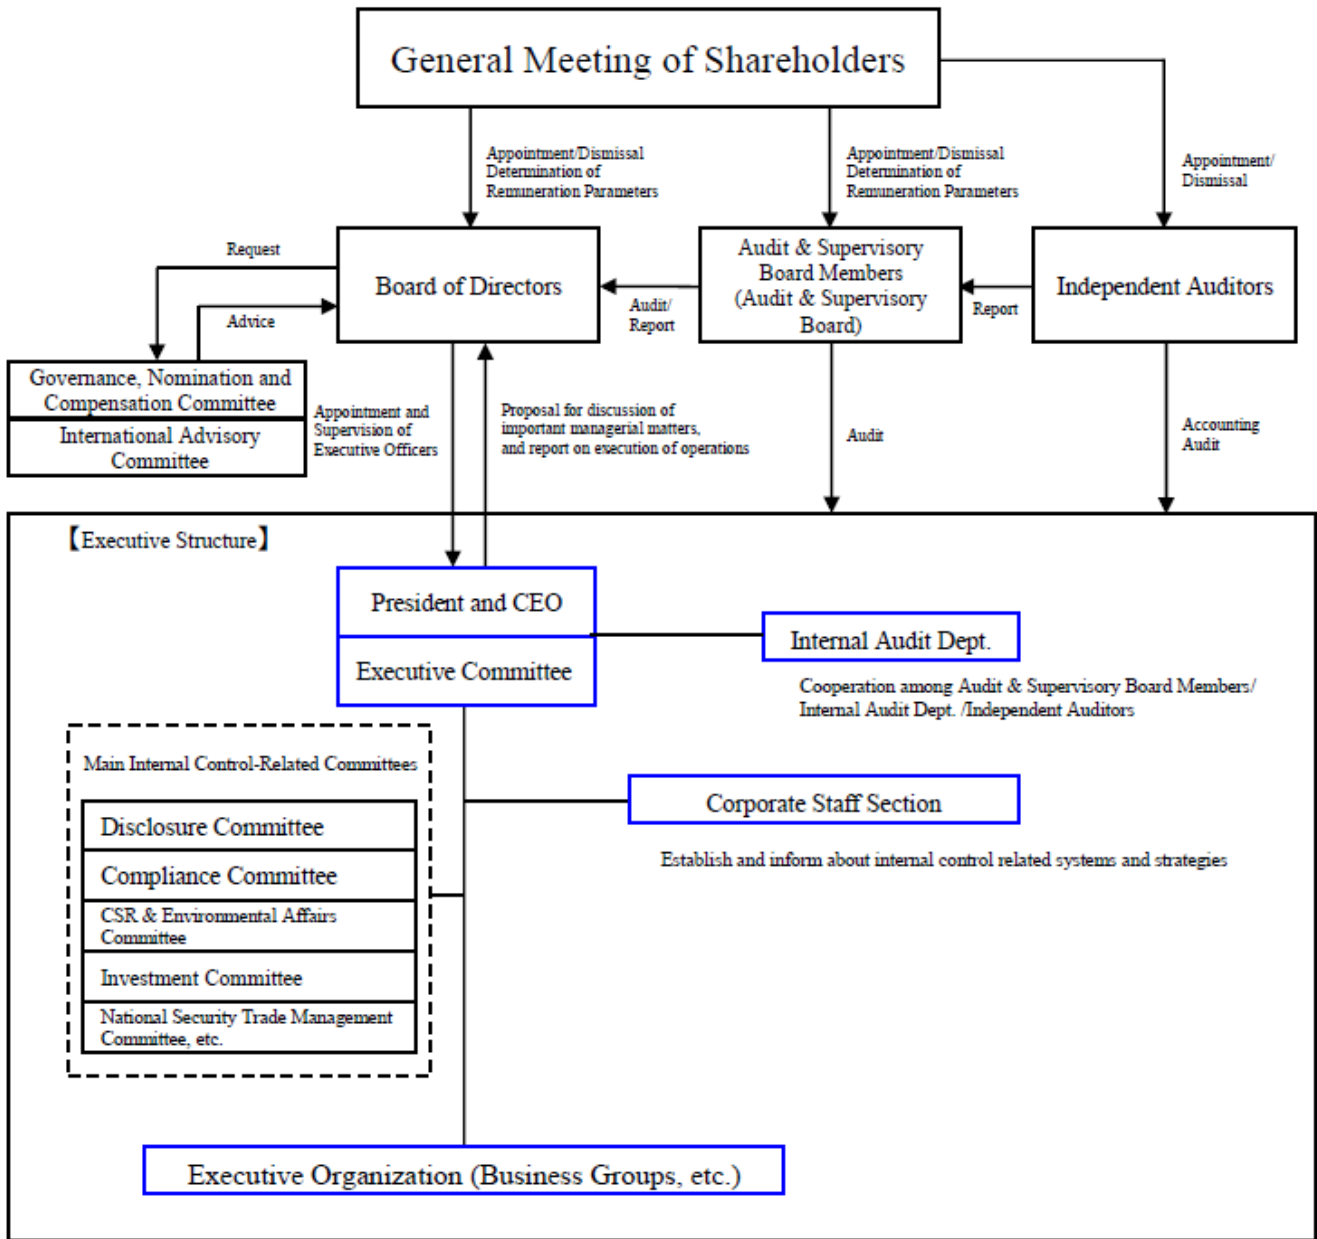 General Meeting of Shareholders
Appointment/Dismissal
Determination of
Remuneration Parameters
Appointment/Dismissal
Determination of
Remuneration Parameters
Appointment/
Dismissal
Request
Advice
Board of Directors
Audit/
Report
Audit & Supervisory
Board Members
(Audit & Supervisory
Board)
Report
Independent Auditors
Governance, Nomination and
Compensation Committee
International Advisory
Committee
Appointment and
Supervision of
Executive Officers
Proposal for discussion of
important managerial matters,
and report on execution of operations
Audit
Accounting
Audit
【Executive Structure】
President and CEO
Executive Committee
Internal Audit Dept.
Cooperation among Audit & Supervisory Board Members/
Internal Audit Dept. /Independent Auditors
Main Internal Control-Related Committees
Disclosure Committee
Compliance Committee
CSR & Environmental Affairs
Committee
Investment Committee
National Security Trade Management
Committee, etc.
Corporate Staff Section
Establish and inform about internal control related systems and strategies
Executive Organization (Business Groups, etc.)